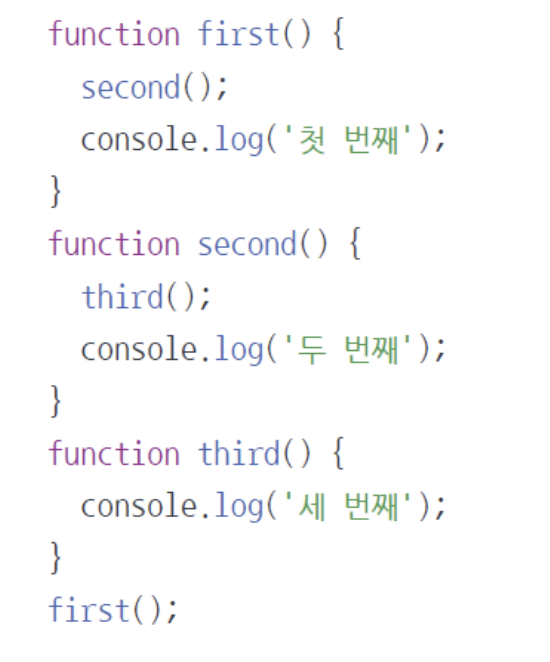 function first() {
  second();
  console.log('첫 번째');
}
function second() {
  third();
  console.log('두 번째');
}
function third() {
  console.log('세 번째');
}
first();